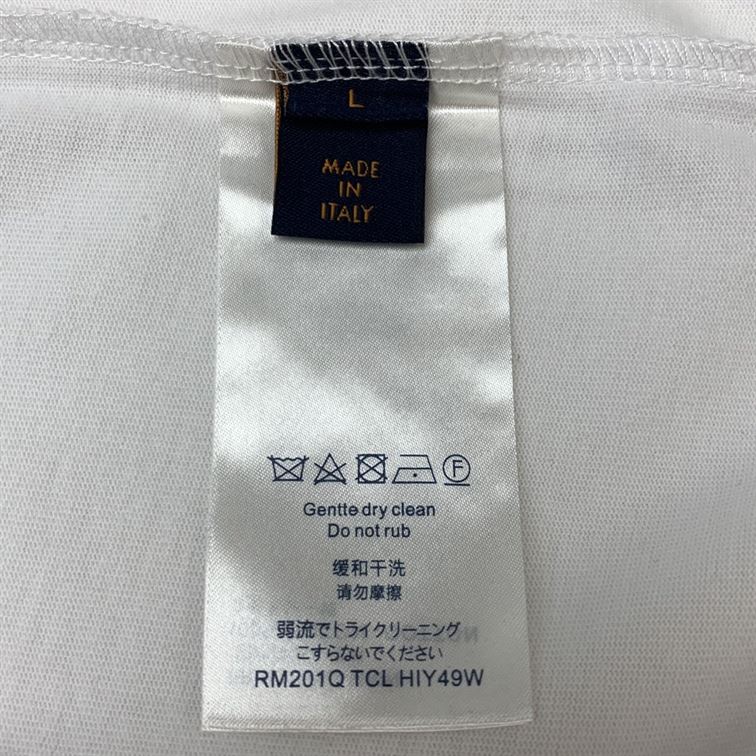 L
MADE
IN
ITALY
F
Gentte dry clean
Do not rub
缓和干洗
请勿摩擦
弱流でトライクリーニング
こすらないでください
RM201Q TCL HIY49W